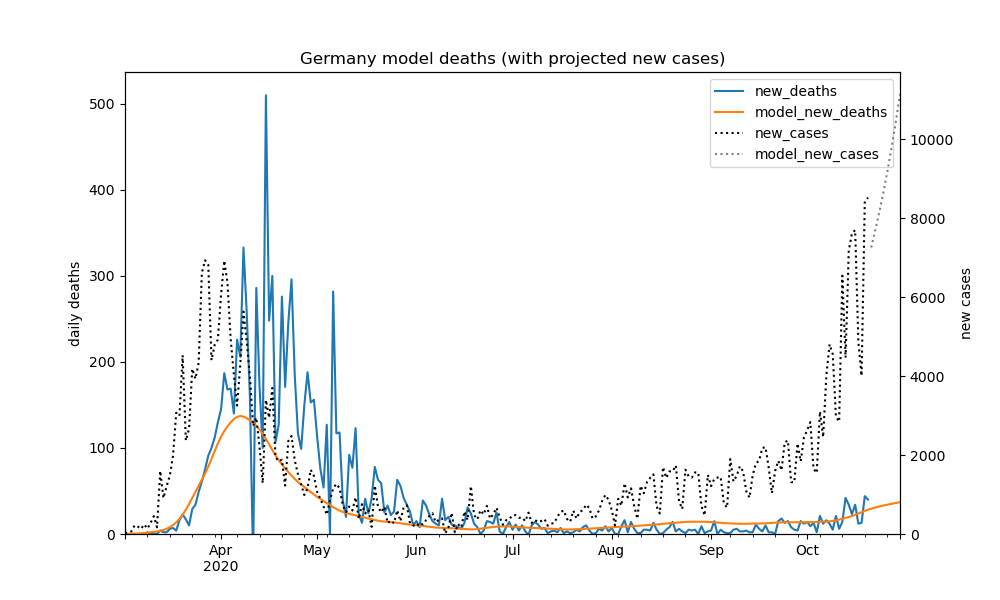 Germany model deaths (with projected new cases)
new_deaths
model_new_deaths
new_cases
model_new_cases
daily deaths
500
400
300
200
100
0
10000
8000
6000
4000
2000
0
new cases
Apr May Jun Jul Aug Sep Oct
2020